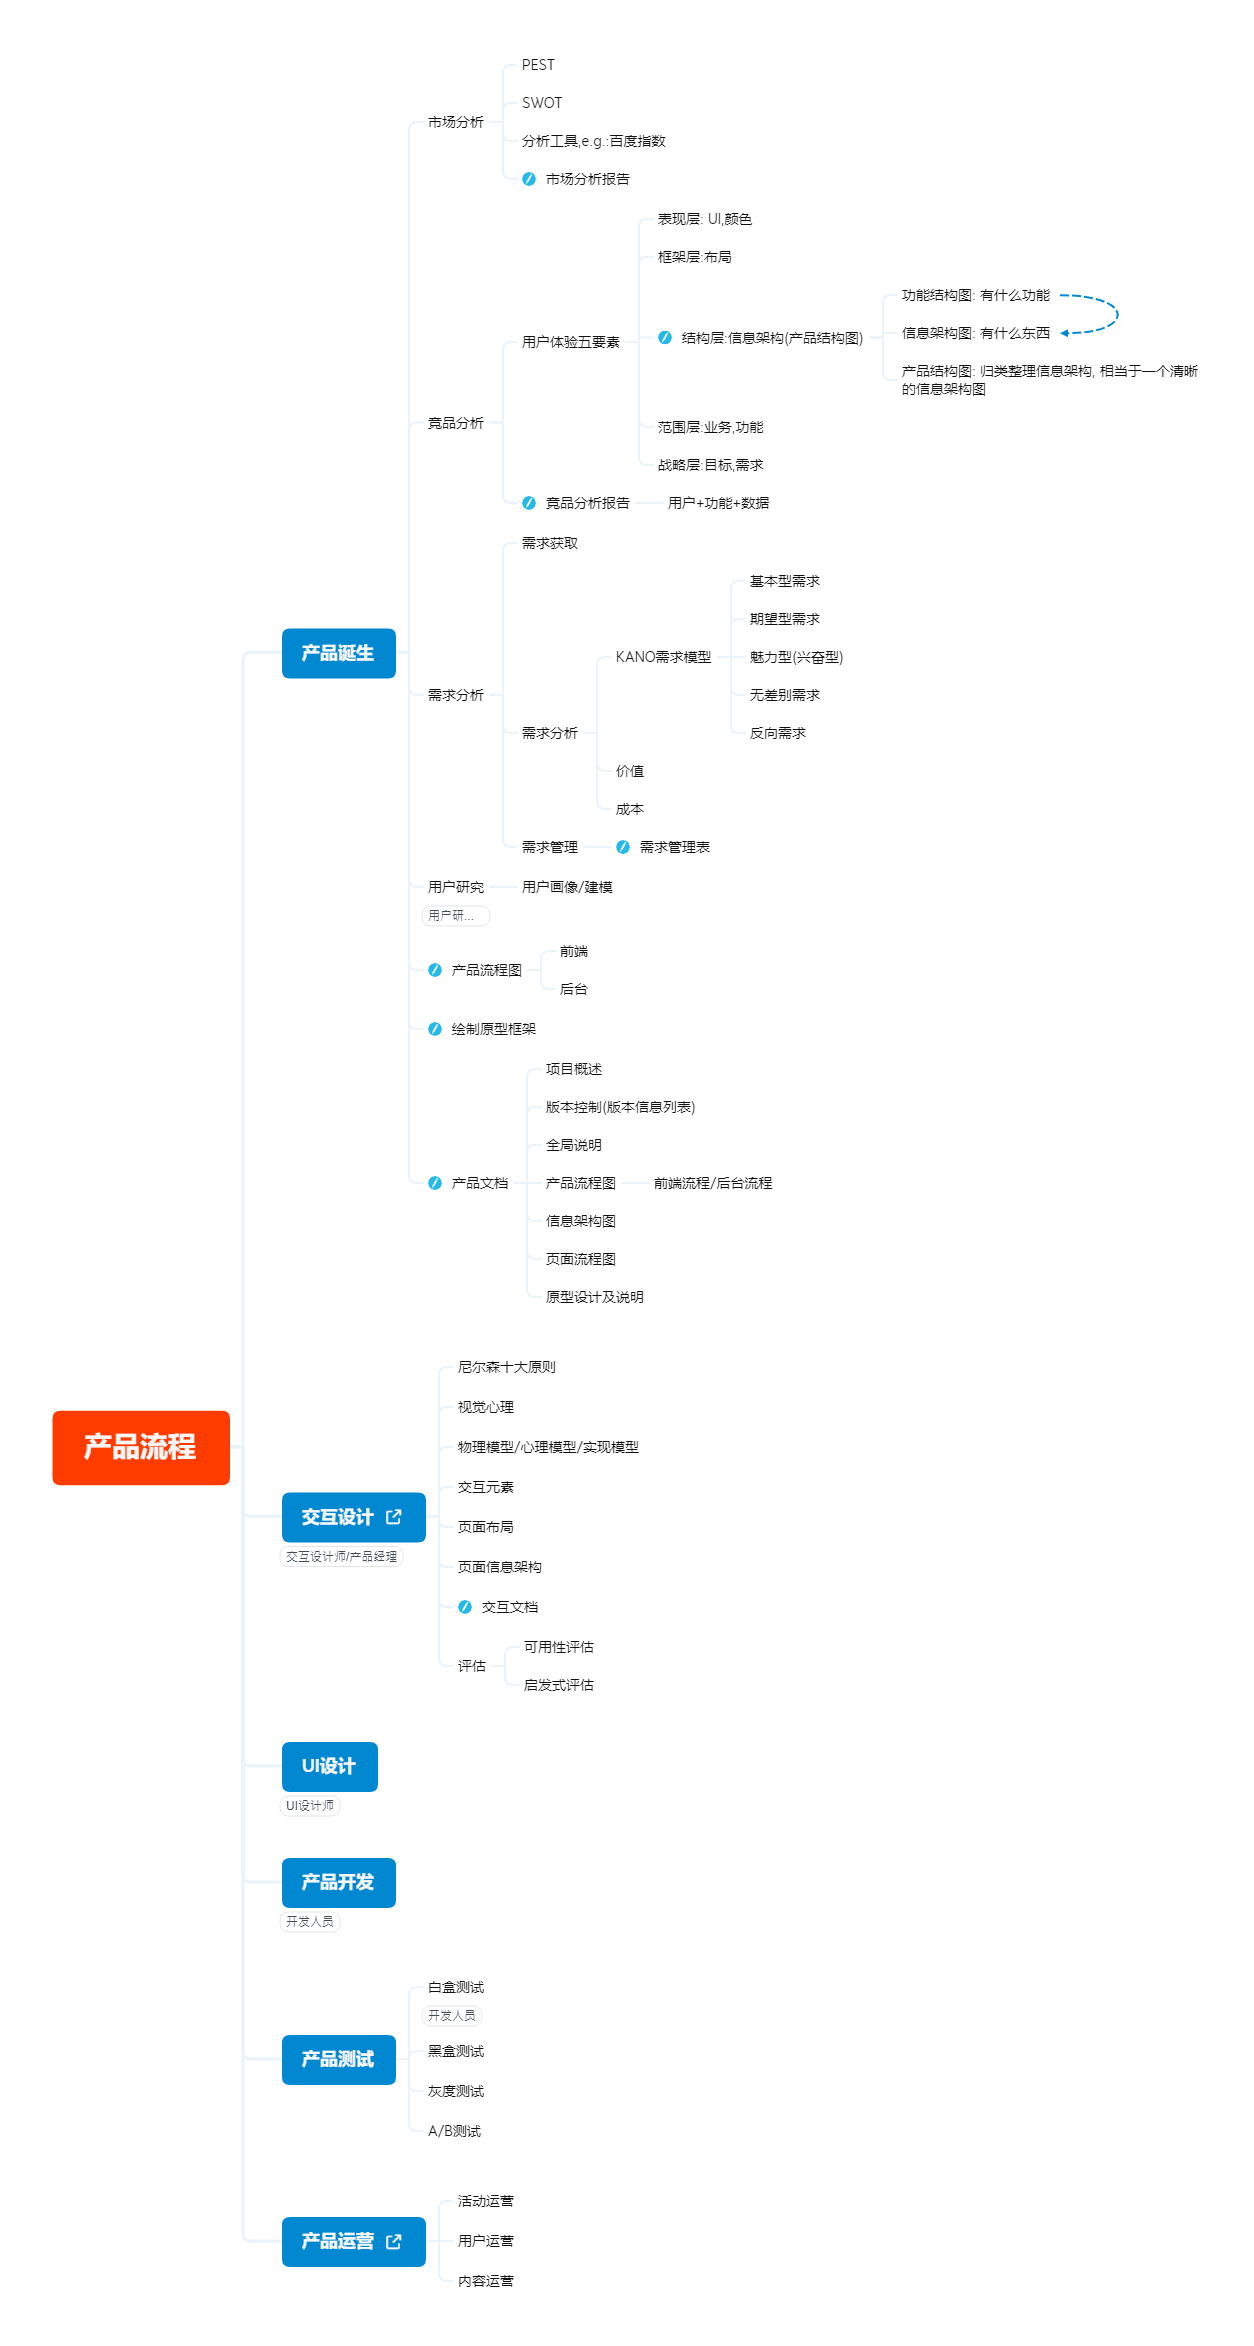 产品流程
产品诞生
市场分析
PEST
SWOT
分析工具,e.g.:百度指数
市场分析报告
竟品分析
用户体验五要素
表现层: UI,颜色
框架层:布局
结构层:信息架构(产品结构图)
功能结构图: 有什么功能
信息架构图: 有什么东西
产品结构图: 归类整理信息架构, 相当于一个清晰
的信息架构图
范围层:业务,功能
战略层:目标,需求
竟品分析报告
用户+功能+数据
需求分析
需求获取
需求分析
KANO需求模型
基本型需求
期望型需求
魅力型(兴奋型)
无差别需求
反向需求
价值
成本
需求管理
需求管理表
用户研究
用户研...
用户画像/建模
产品流程图
前端
后台
绘制原型框架
产品文档
项目概述
版本控制(版本信息列表)
全局说明
产品流程图
前端流程/后台流程
信息架构图
页面流程图
原型设计及说明
交互设计
交互设计师/产品经理
尼尔森十大原则
视觉心理
物理模型/心理模型/实现模型
交互元素
页面布局
页面信息架构
交互文档
评估
可用性评估
启发式评估
UI设计
UI设计师
产品开发
开发人员
产品测试
白盒测试
开发人员
黑盒测试
灰度测试
A/B测试
产品运营
活动运营
用户运营
内容运营